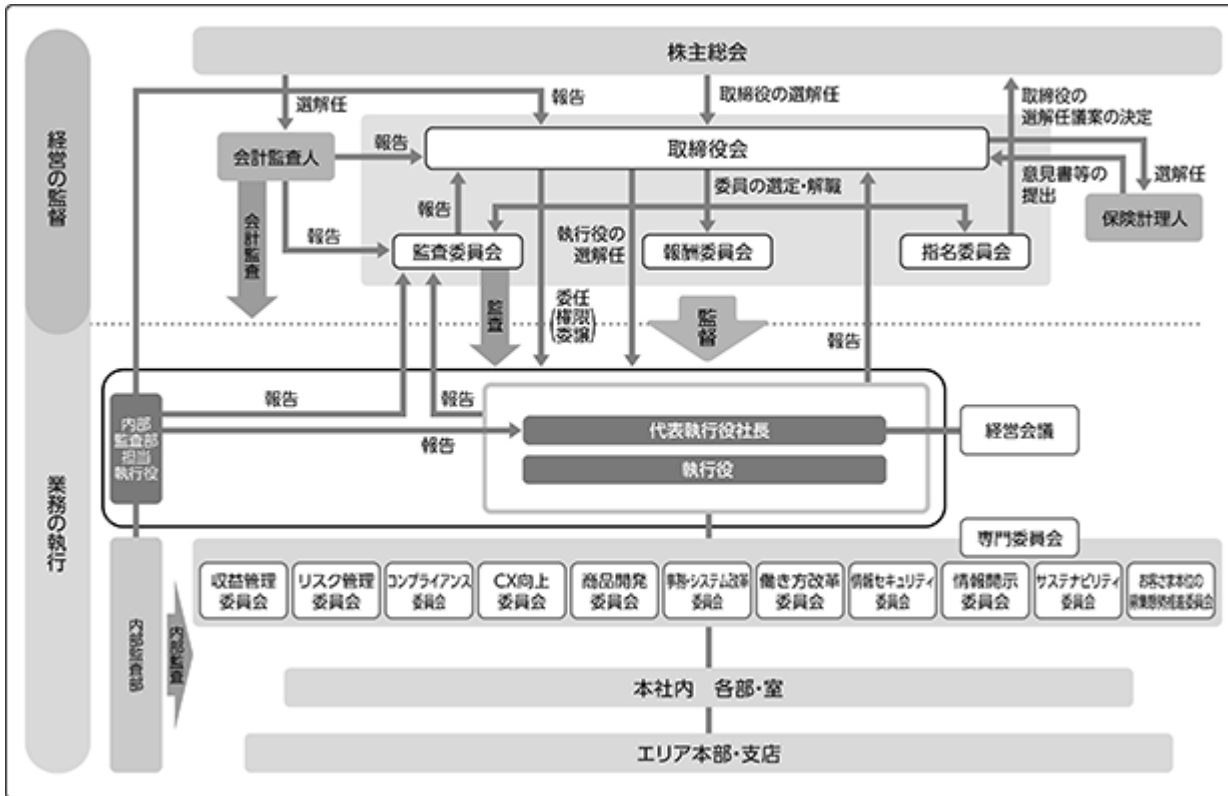 経営の監督
株主総会
選解任
報告
取締役の選解任
取締役の
選解任議案の決定
会計監査人
報告
取締役会
委員の選定・解職
意見書等の
提出
選解任
保険計理人
会計監査
報告
報告
監査委員会
執行役の
選解任
報酬委員会
指名委員会
監査
委任
(権限
委譲)
監督
報告
業務の執行
内部
監査部
担当
執行役
報告
報告
報告
代表執行役社長
執行役
経営会議
専門委員会
収益管理
委員会
リスク管理
委員会
コンプライアンス
委員会
CX向上
委員会
商品開発
委員会
事務・システム改革
委員会
働き方改革
委員会
情報セキュリティ
委員会
情報開示
委員会
サステナビリティ
委員会
お客さま本位の
委員会
内部監査部
内部監査
本社内 各部・室
エリア本部・支店